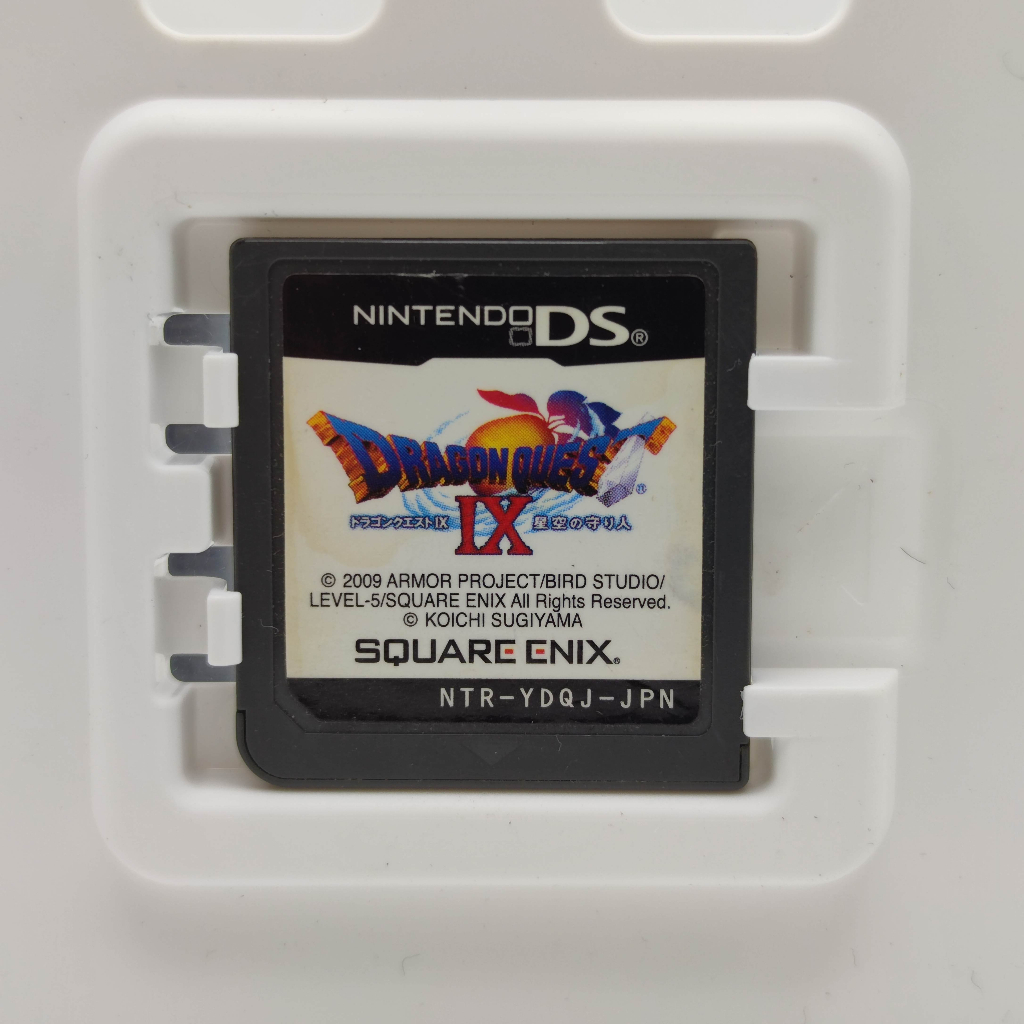 NINTENDO DS®
DRAGON QUEST
IX
ドラゴンクエストIX 星空の守り人
© 2009 ARMOR PROJECT/BIRD STUDIO/
LEVEL-5/SQUARE ENIX All Rights Reserved.
© KOICHI SUGIYAMA
SQUARE ENIX®
NTR-YDQJ-JPN